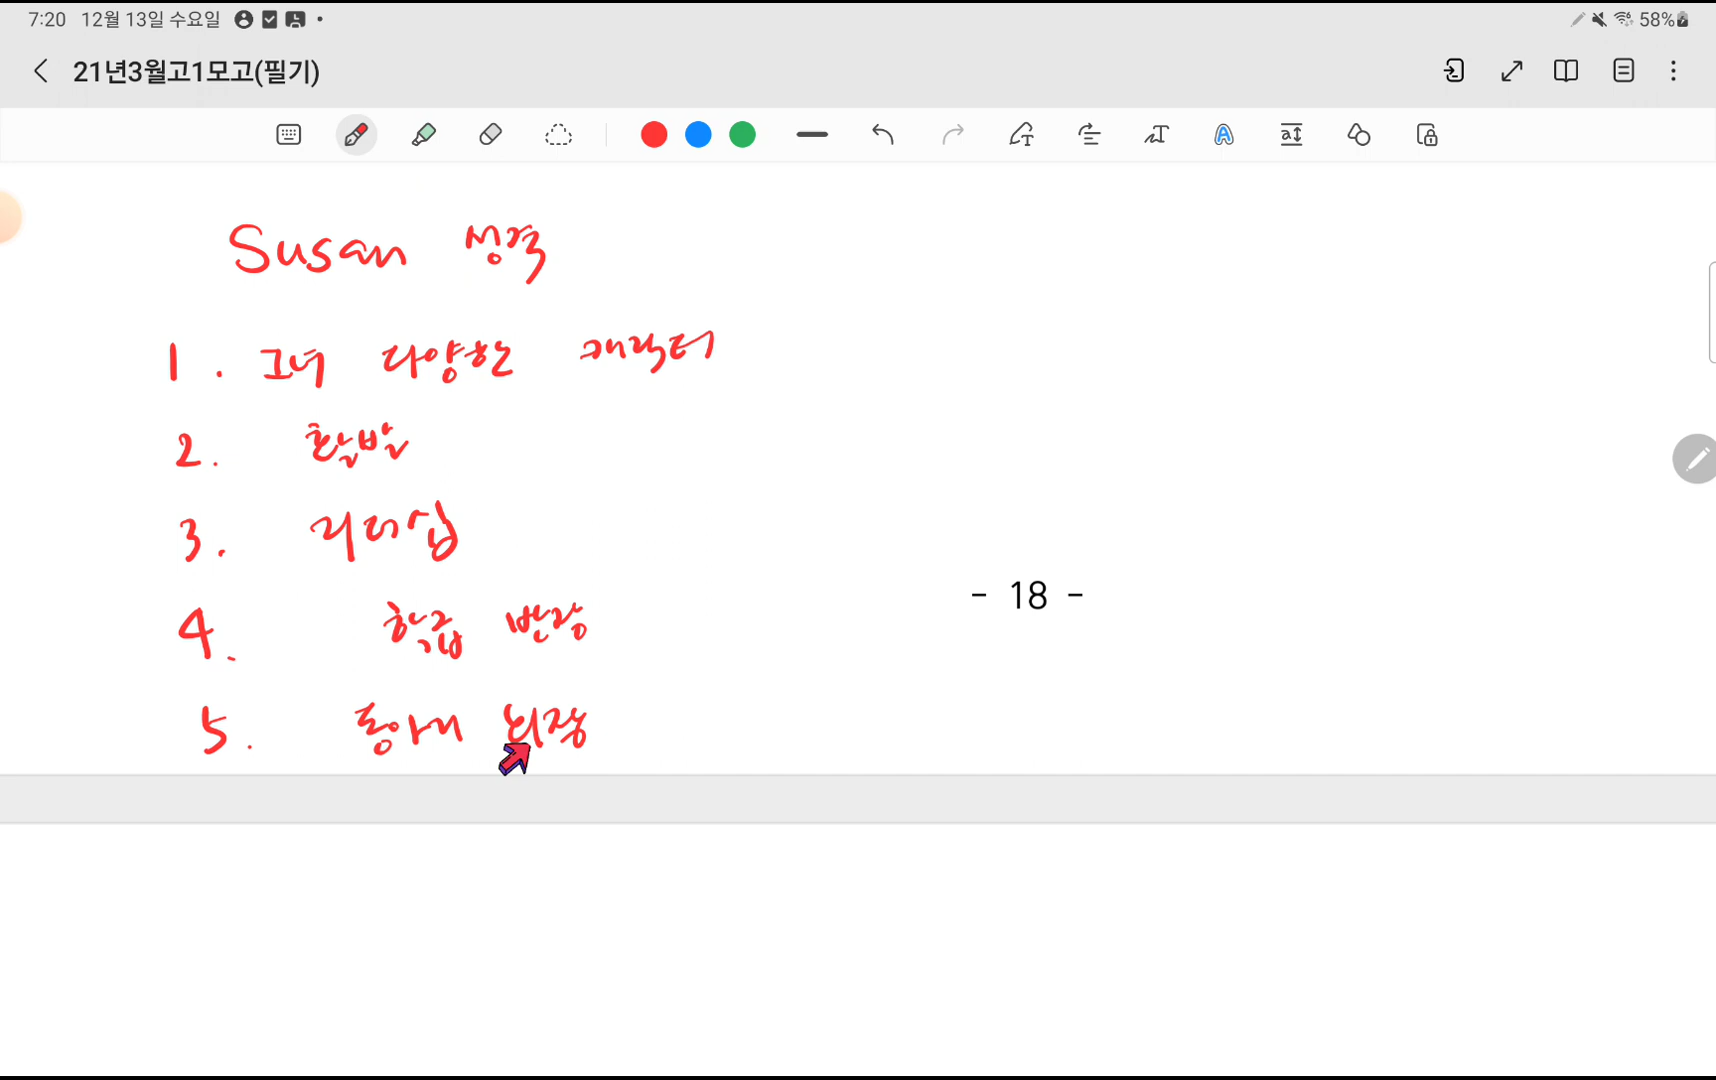 7:20 12월 13일 수요일 58%
21년3월고1모고(필기)
Susan 성격
1. 그녀 다양한 캐릭터
2. 활발
3. 리더십
4. 학급 반장
5. 동아리 회장
- 18 -